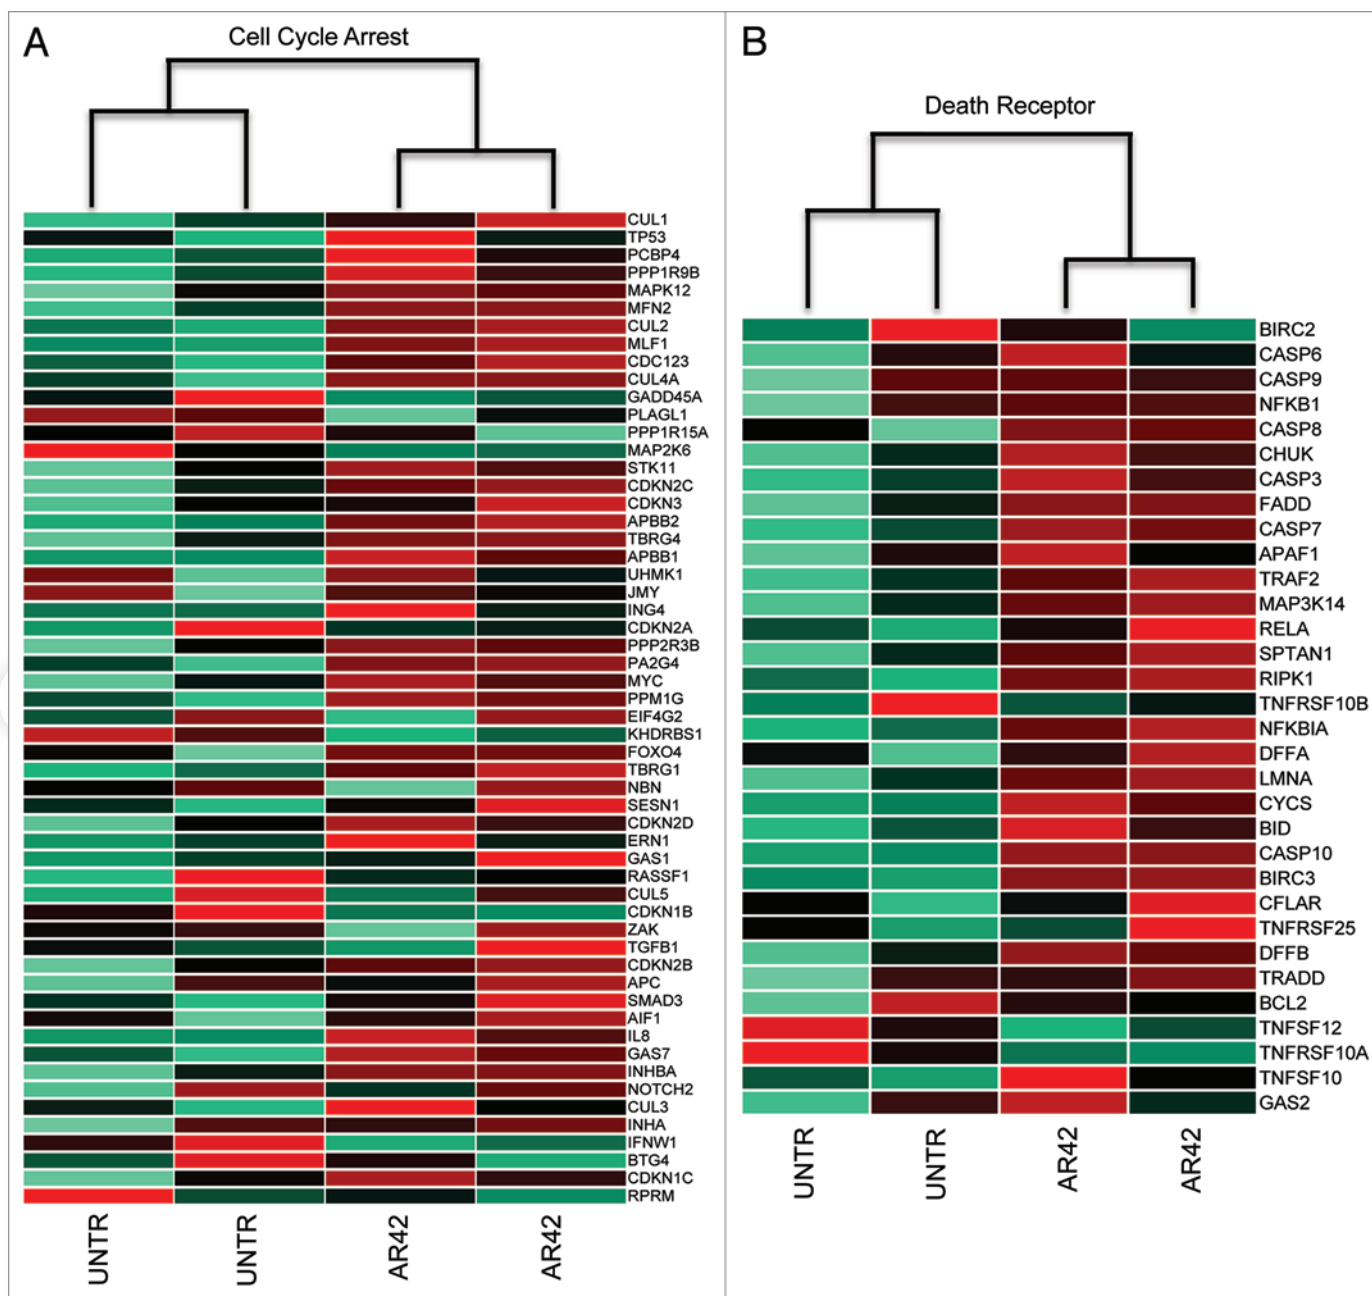 A
Cell Cycle Arrest
CUL1
TP53
PCBP4
PPP1R9B
MAPK12
MFN2
CUL2
MLF1
CDC123
CUL4A
GADD45A
PLAGL1
PPP1R15A
MAP2K6
STK11
CDKN2C
CDKN3
APBB2
TBRG4
APBB1
UHMK1
JMY
ING4
CDKN2A
PPP2R3B
PA2G4
MYC
PPM1G
EIF4G2
KHDRBS1
FOXO4
TBRG1
NBN
SESN1
CDKN2D
ERN1
GAS1
RASSF1
CUL5
CDKN1B
ZAK
TGFB1
CDKN2B
APC
SMAD3
AIF1
IL8
GAS7
INHBA
NOTCH2
CUL3
INHA
IFNW1
BTG4
CDKN1C
RPRM
UNTR
UNTR
AR42
AR42
B
Death Receptor
BIRC2
CASP6
CASP9
NFKB1
CASP8
CHUK
CASP3
FADD
CASP7
APAF1
TRAF2
MAP3K14
RELA
SPTAN1
RIPK1
TNFRSF10B
NFKBIA
DFFA
LMNA
CYCS
BID
CASP10
BIRC3
CFLAR
TNFRSF25
DFFB
TRADD
BCL2
TNFSF12
TNFRSF10A
TNFSF10
GAS2
UNTR
UNTR
AR42
AR42